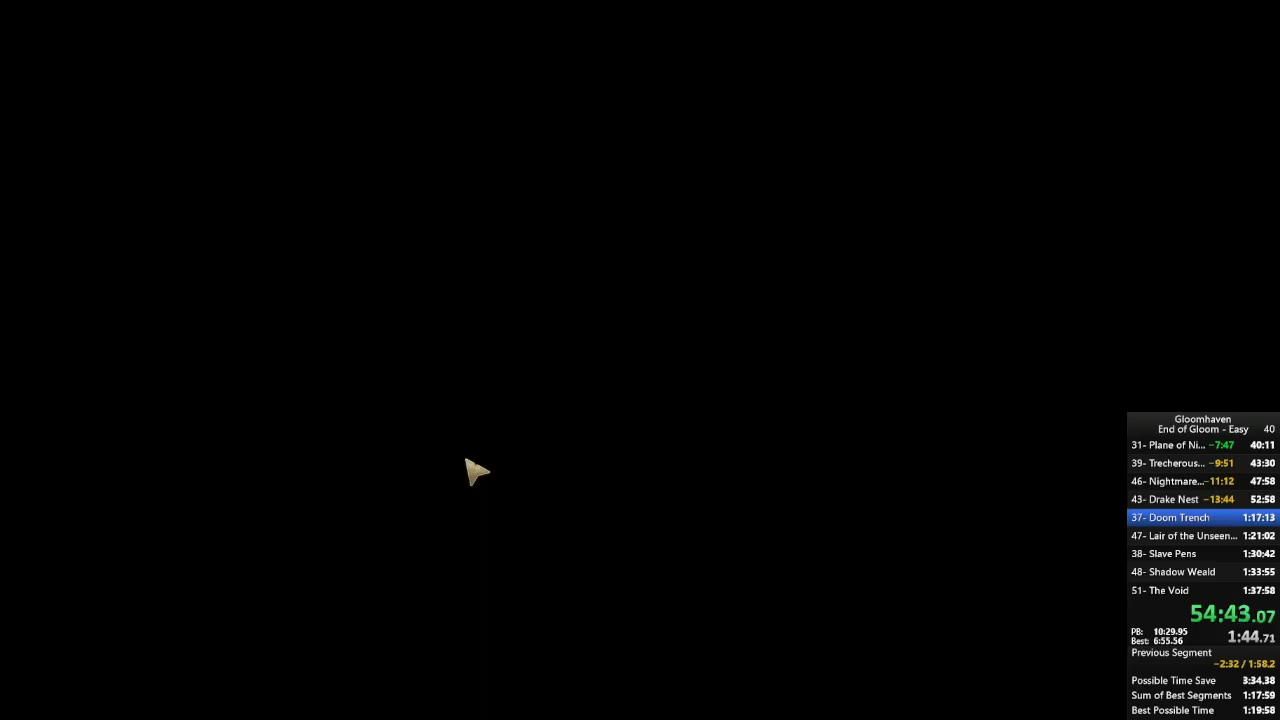 Gloomhaven
End of Gloom - Easy 40
31- Plane of Ni... −7:47 40:11
39- Trecherous... −9:51 43:30
46- Nightmare... −11:12 47:58
43- Drake Nest −13:44 52:58
37- Doom Trench 1:17:13
47- Lair of the Unseen... 1:21:02
38- Slave Pens 1:30:42
48- Shadow Weald 1:33:55
51- The Void 1:37:58
54:43.07
PB: 10:29.95
Best: 6:55.56 1:44.71
Previous Segment
−2:32 / 1:58.2
Possible Time Save 3:34.38
Sum of Best Segments 1:17:59
Best Possible Time 1:19:58